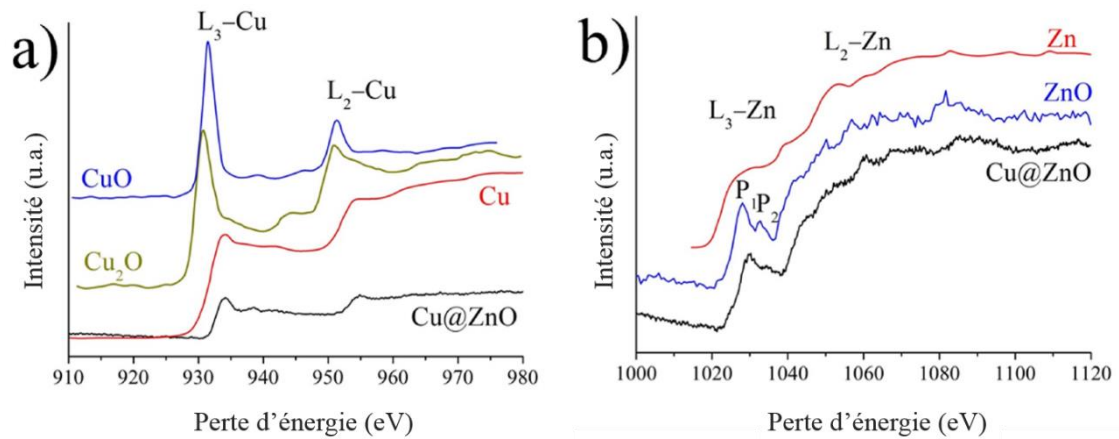 a)
L₃–Cu
L₂–Cu
CuO
Cu
Cu₂O
Cu@ZnO
Intensité (u.a.)
910 920 930 940 950 960 970 980
Perte d’énergie (eV)
b)
L₂–Zn
Zn
L₃–Zn
ZnO
Cu@ZnO
P₁ P₂
Intensité (u.a.)
1000 1020 1040 1060 1080 1100 1120
Perte d’énergie (eV)